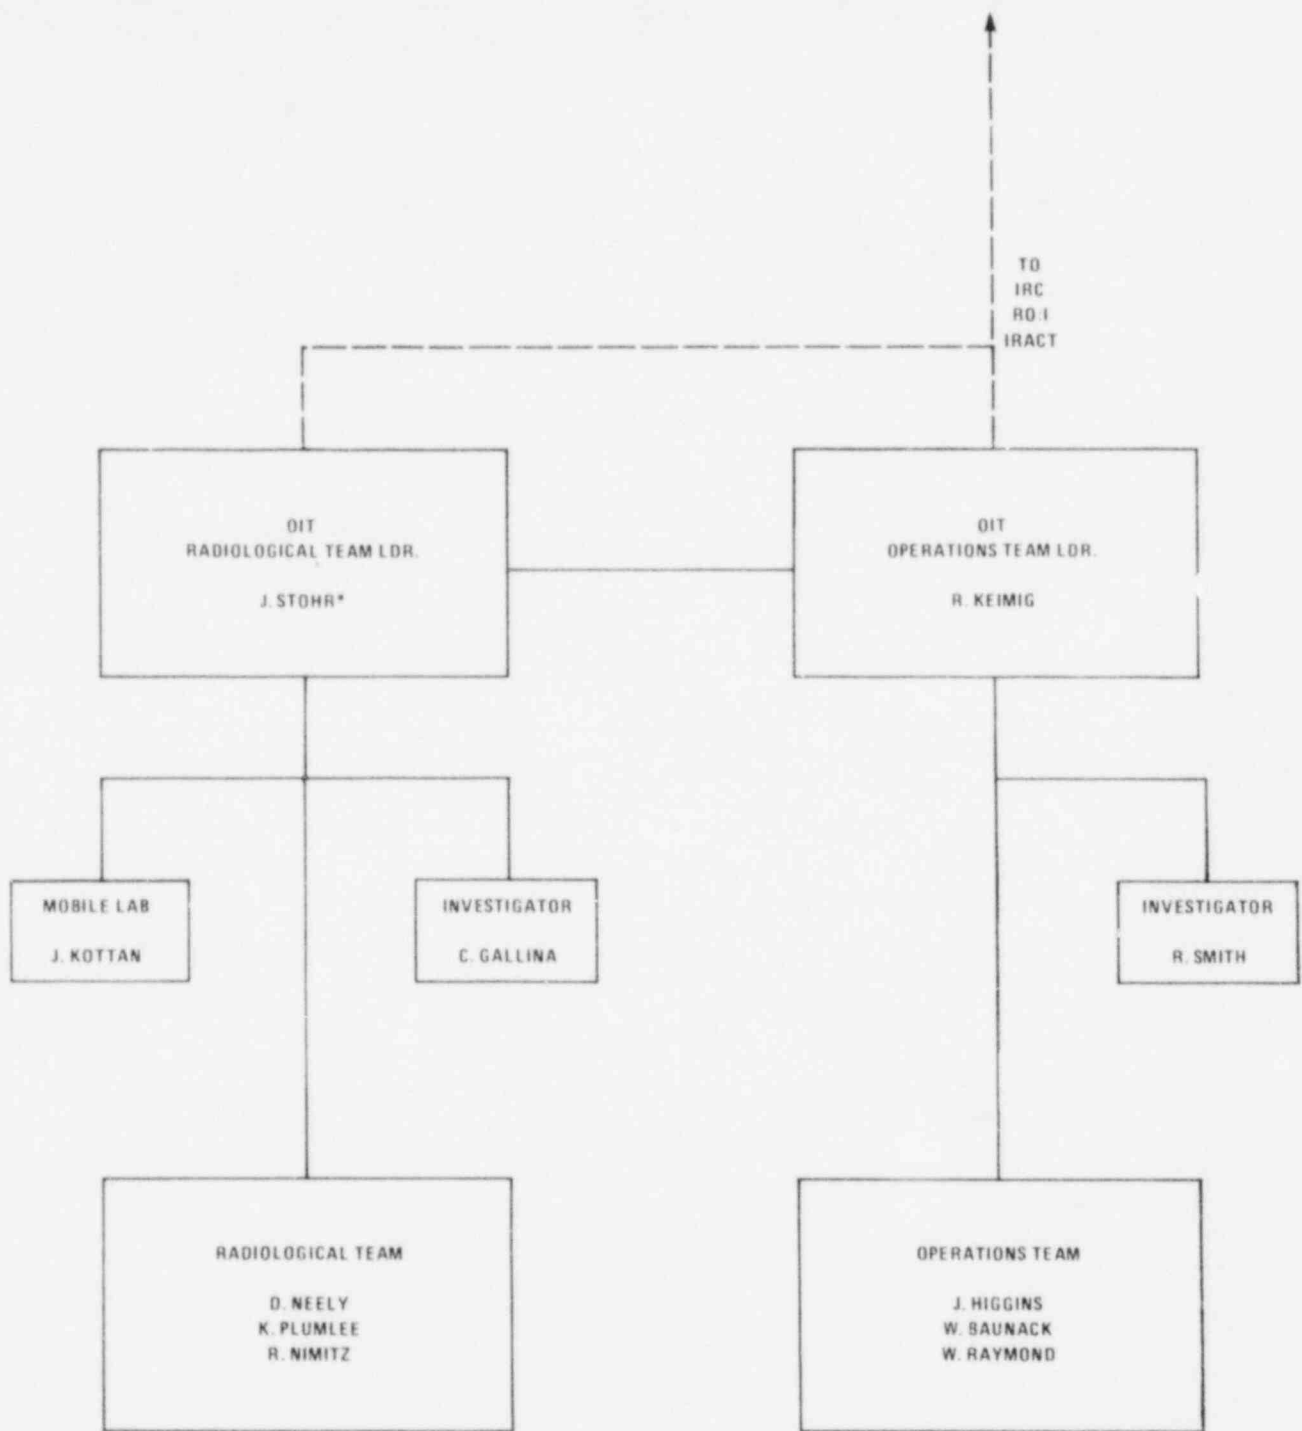 TO
IRC
RO:I
IRACT
OIT
RADIOLOGICAL TEAM LDR.
J. STOHR*
OIT
OPERATIONS TEAM LDR.
R. KEIMIG
MOBILE LAB
J. KOTTAN
INVESTIGATOR
C. GALLINA
INVESTIGATOR
R. SMITH
RADIOLOGICAL TEAM
D. NEELY
K. PLUMLEE
R. NIMITZ
OPERATIONS TEAM
J. HIGGINS
W. BAUNACK
W. RAYMOND